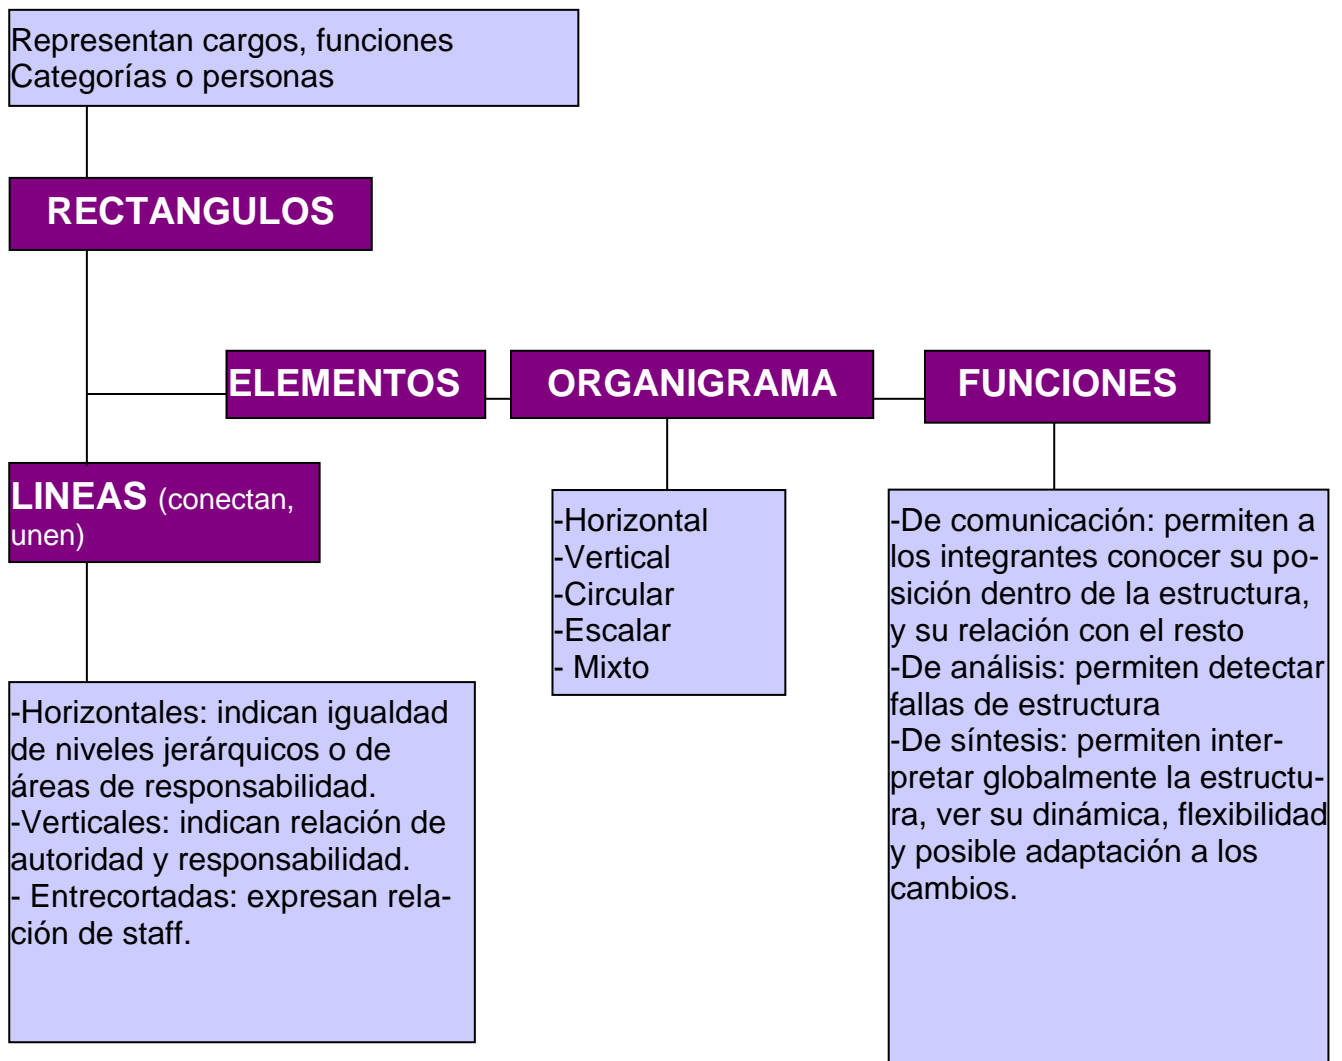 Representan cargos, funciones
Categorías o personas
RECTANGULOS
ELEMENTOS
ORGANIGRAMA
FUNCIONES
LINEAS (conectan,
unen)
-Horizontal
-Vertical
-Circular
-Escalar
- Mixto
-De comunicación: permiten a
los integrantes conocer su po-
sición dentro de la estructura,
y su relación con el resto
-De análisis: permiten detectar
fallas de estructura
-De síntesis: permiten inter-
pretar globalmente la estructu-
ra, ver su dinámica, flexibilidad
y posible adaptación a los
cambios.
-Horizontales: indican igualdad
de niveles jerárquicos o de
áreas de responsabilidad.
-Verticales: indican relación de
autoridad y responsabilidad.
- Entrecortadas: expresan rela-
ción de staff.